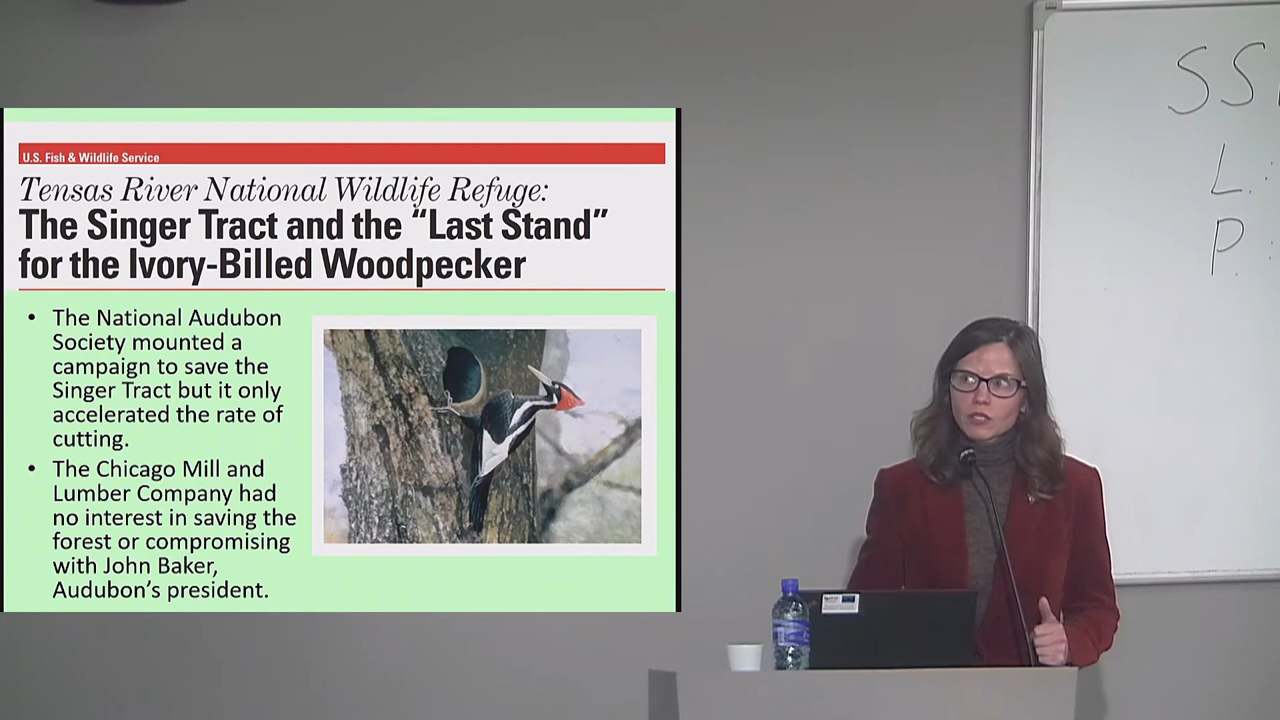 U.S. Fish & Wildlife Service
Tensas River National Wildlife Refuge:
The Singer Tract and the “Last Stand”
for the Ivory-Billed Woodpecker
• The National Audubon
Society mounted a
campaign to save the
Singer Tract but it only
accelerated the rate of
cutting.
• The Chicago Mill and
Lumber Company had
no interest in saving the
forest or compromising
with John Baker,
Audubon’s president.
SS
L :
P :